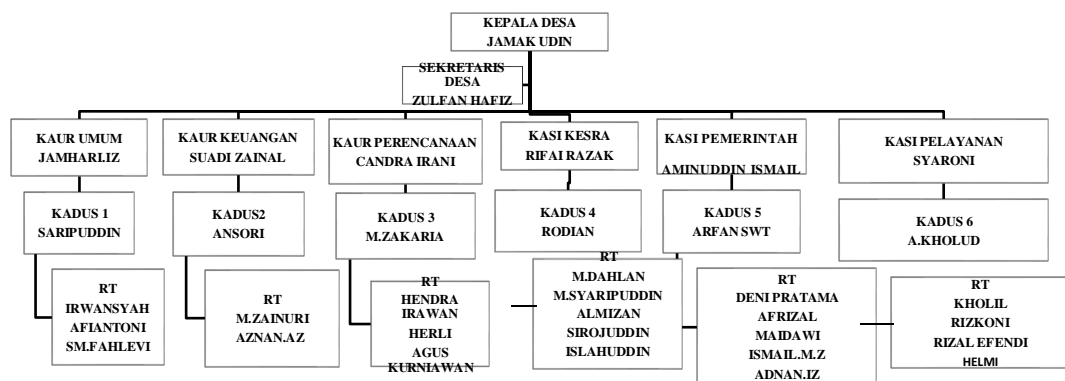 KEPALA DESA
JAMAK UDIN
SEKRETARIS
DESA
ZULFAN HAFIZ
KAUR UMUM
JAMHARI.IZ
KAUR KEUANGAN
SUADI ZAINAL
KAUR PERENCANAAN
CANDRA IRANI
KASI KESRA
RIFAI RAZAK
KASI PEMERINTAH
AMINUDDIN ISMAIL
KASI PELAYANAN
SYARONI
KADUS 1
SARIPUDDIN
KADUS2
ANSORI
KADUS 3
M.ZAKARIA
KADUS 4
RODIAN
KADUS 5
ARFAN SWT
KADUS 6
A.KHOLUD
RT
IRWANSYAH
AFIANTONI
SM.FAHLEVI
RT
M.ZAINURI
AZNAN.AZ
RT
HENDRA
IRAWAN
HERLI
AGUS
KURNIAWAN
RT
M.DAHLAN
M.SYARIPUDDIN
ALMIZAN
SIROJUDDIN
ISLAHUDDIN
RT
DENI PRATAMA
AFRIZAL
MAIDAWI
ISMAIL.M.Z
ADNAN.IZ
RT
KHOLIL
RIZKONI
RIZAL EFENDI
HELMI